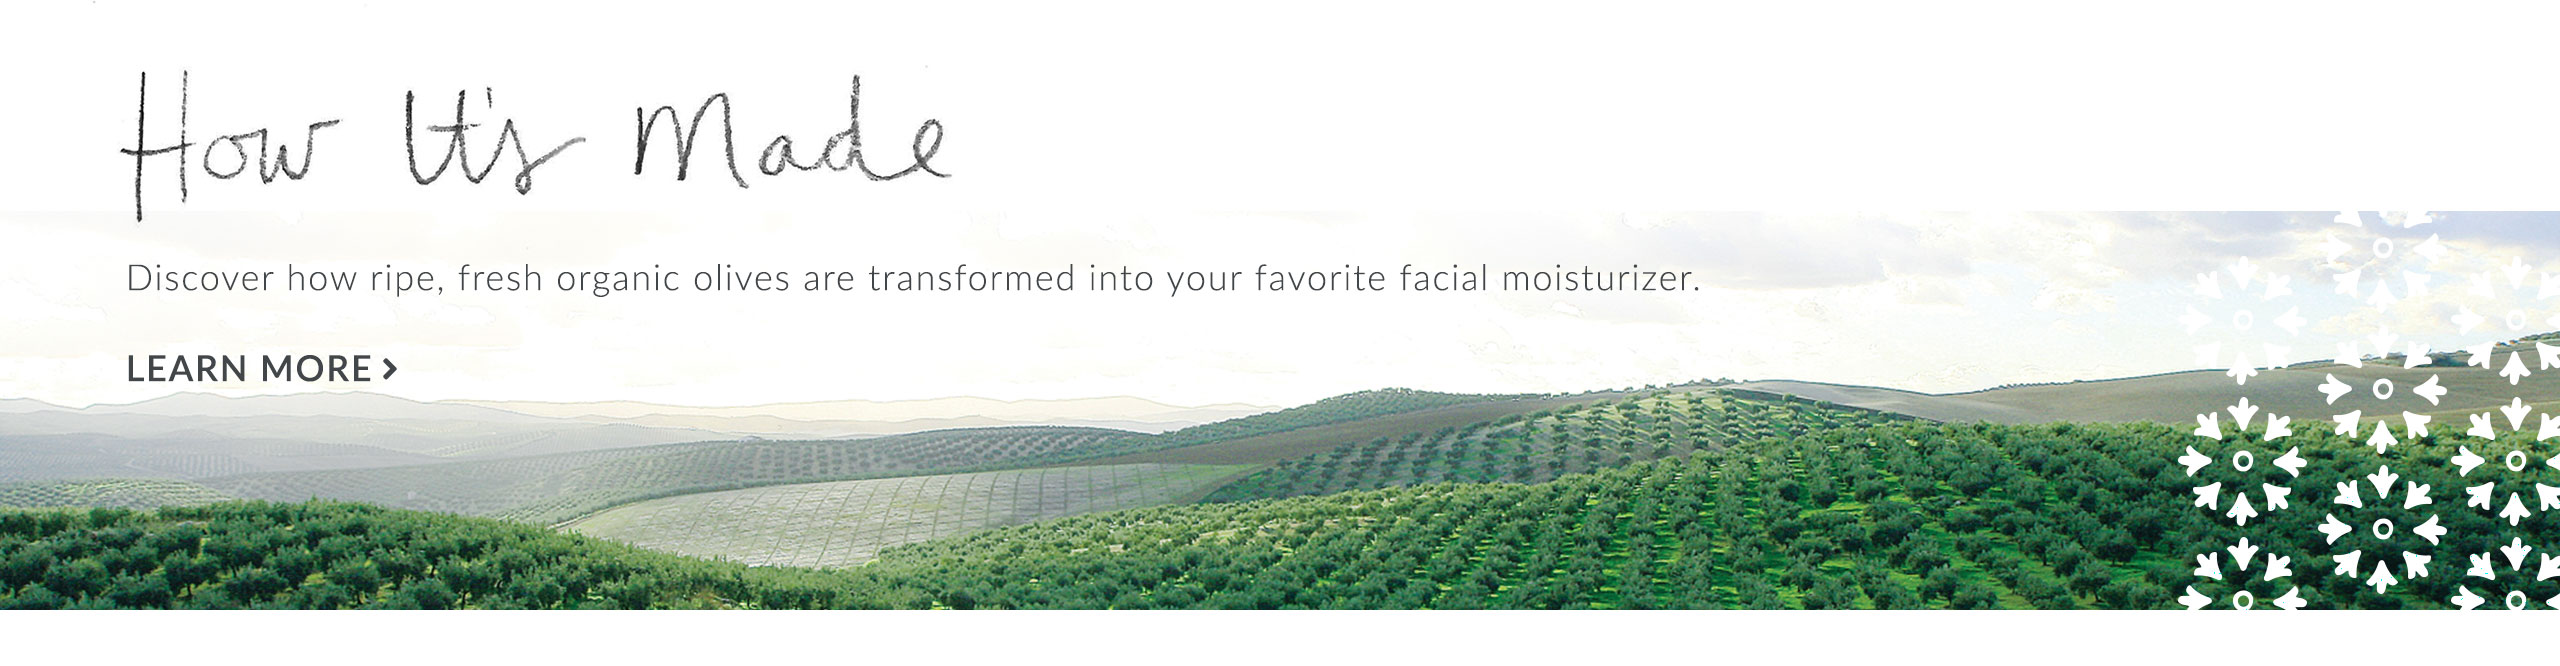 How It's Made
Discover how ripe, fresh organic olives are transformed into your favorite facial moisturizer.
LEARN MORE